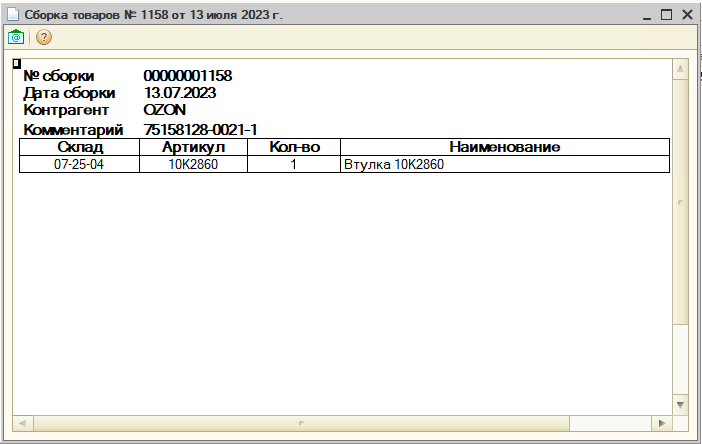 Сборка товаров № 1158 от 13 июля 2023 г.
№ сборки 00000001158
Дата сборки 13.07.2023
Контрагент OZON
Комментарий 75158128-0021-1
Склад Артикул Кол-во Наименование
07-25-04 10K2860 1 Втулка 10K2860